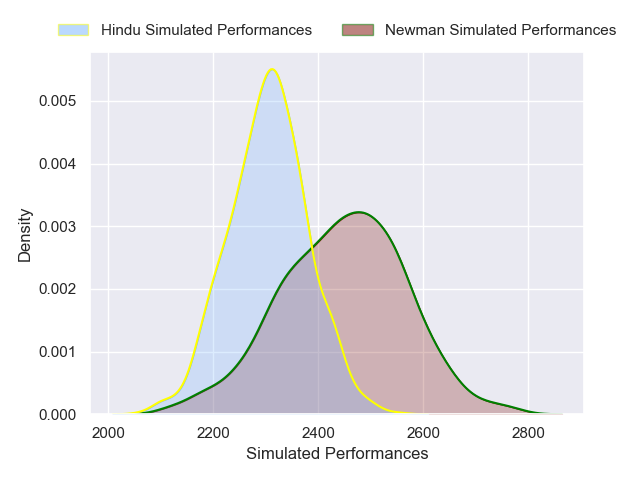 Hindu Simulated Performances
Newman Simulated Performances
0.005
0.004
0.003
0.002
0.001
0.000
Density
2000 2200 2400 2600 2800
Simulated Performances